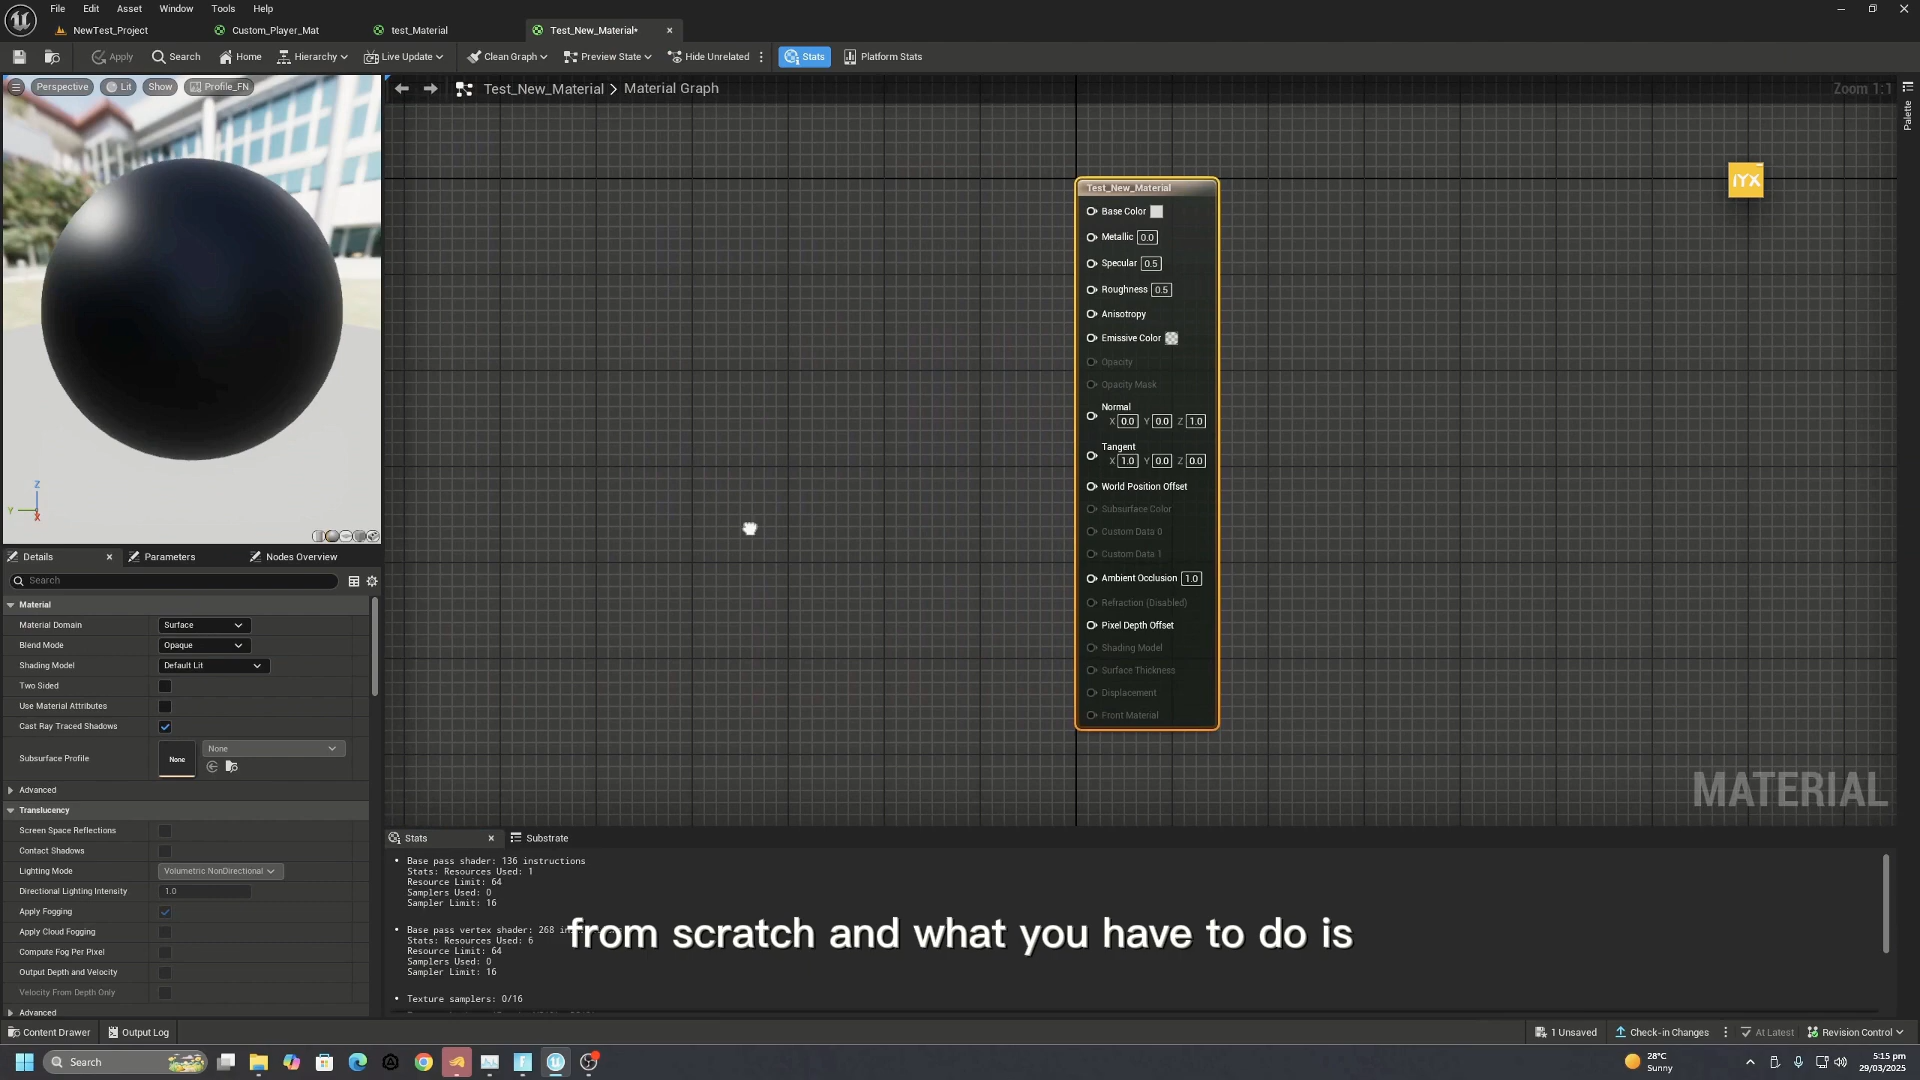 File Edit Asset Window Tools Help
NewTest_Project Custom_Player_Mat test_Material Test_New_Material*
Apply Search Home Hierarchy Live Update Clean Graph Preview State Hide Unrelated Stats Platform Stats
Perspective Lit Show Profile_FN
Test_New_Material > Material Graph
Zoom 1:1
Palette
Test_New_Material
Base Color
Metallic 0.0
Specular 0.5
Roughness 0.5
Anisotropy
Emissive Color
Opacity
Opacity Mask
Normal
X 0.0 Y 0.0 Z 1.0
Tangent
X 1.0 Y 0.0 Z 0.0
World Position Offset
Subsurface Color
Custom Data 0
Custom Data 1
Ambient Occlusion 1.0
Refraction (Disabled)
Pixel Depth Offset
Shading Model
Surface Thickness
Displacement
Front Material
MATERIAL
Z
Y
X
Details Parameters Nodes Overview
Search
Material
Material Domain Surface
Blend Mode Opaque
Shading Model Default Lit
Two Sided
Use Material Attributes
Cast Ray Traced Shadows
Subsurface Profile None None
Advanced
Translucency
Screen Space Reflections
Contact Shadows
Lighting Mode Volumetric NonDirectional
Directional Lighting Intensity 1.0
Apply Fogging
Apply Cloud Fogging
Compute Fog Per Pixel
Output Depth and Velocity
Velocity From Depth Only
Advanced
Stats Substrate
• Base pass shader: 136 instructions
Stats: Resources Used: 1
Resource Limit: 64
Samplers Used: 0
Sampler Limit: 16
• Base pass vertex shader: 268
Stats: Resources Used: 6
Resource Limit: 64
Samplers Used: 0
Sampler Limit: 16
• Texture samplers: 0/16
from scratch and what you have to do is
Content Drawer Output Log 1 Unsaved Check-in Changes At Latest Revision Control
Search
28°C
Sunny
5:15 pm
29/03/2025